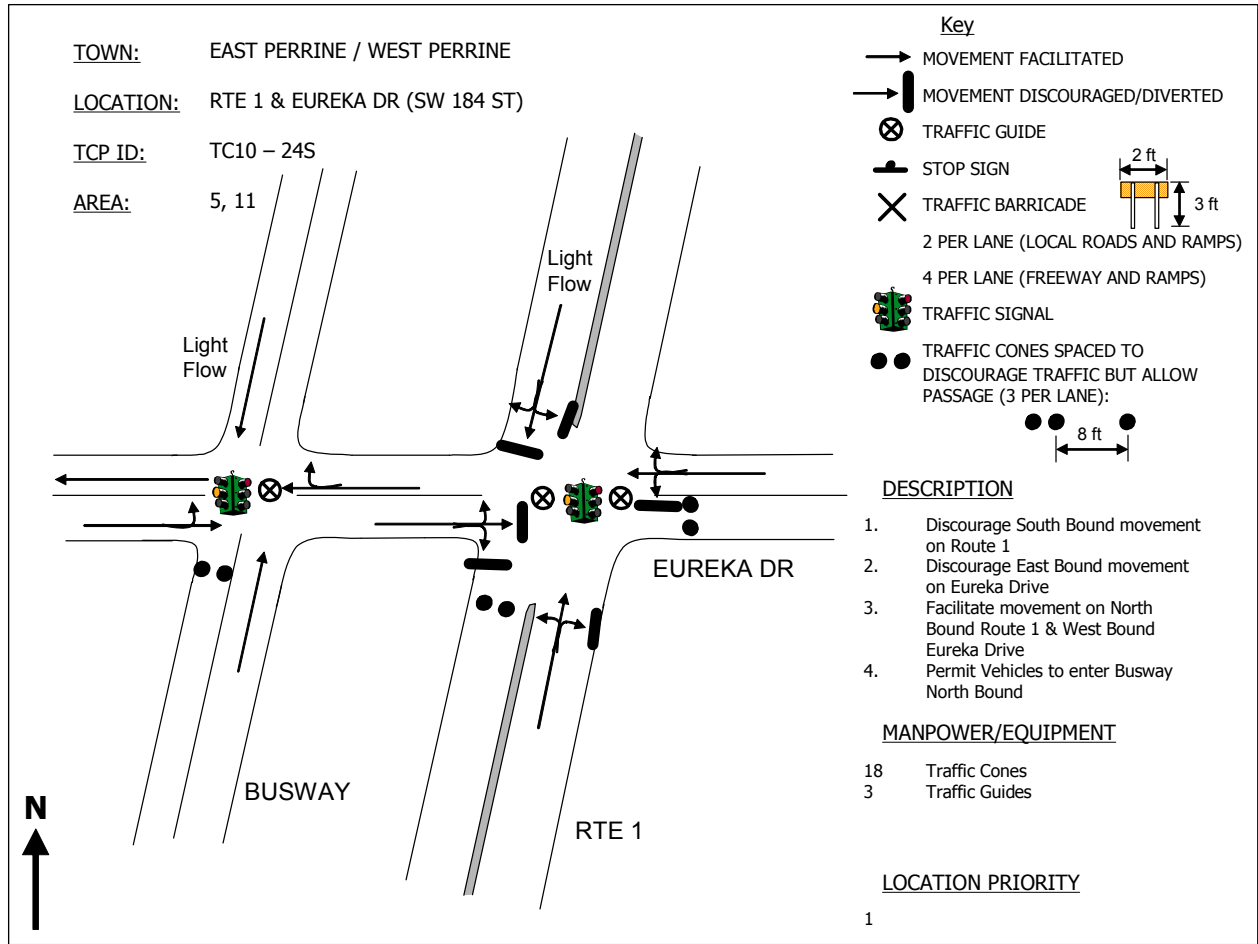 TOWN: EAST PERRINE / WEST PERRINE
LOCATION: RTE 1 & EUREKA DR (SW 184 ST)
TCP ID: TC10 – 24S
AREA: 5, 11
Light
Flow
Light
Flow
EUREKA DR
BUSWAY
RTE 1
N
Key
MOVEMENT FACILITATED
MOVEMENT DISCOURAGED/DIVERTED
TRAFFIC GUIDE
STOP SIGN
2 ft
TRAFFIC BARRICADE
3 ft
2 PER LANE (LOCAL ROADS AND RAMPS)
4 PER LANE (FREEWAY AND RAMPS)
TRAFFIC SIGNAL
TRAFFIC CONES SPACED TO
DISCOURAGE TRAFFIC BUT ALLOW
PASSAGE (3 PER LANE):
8 ft
DESCRIPTION
1. Discourage South Bound movement
on Route 1
2. Discourage East Bound movement
on Eureka Drive
3. Facilitate movement on North
Bound Route 1 & West Bound
Eureka Drive
4. Permit Vehicles to enter Busway
North Bound
MANPOWER/EQUIPMENT
18 Traffic Cones
3 Traffic Guides
LOCATION PRIORITY
1